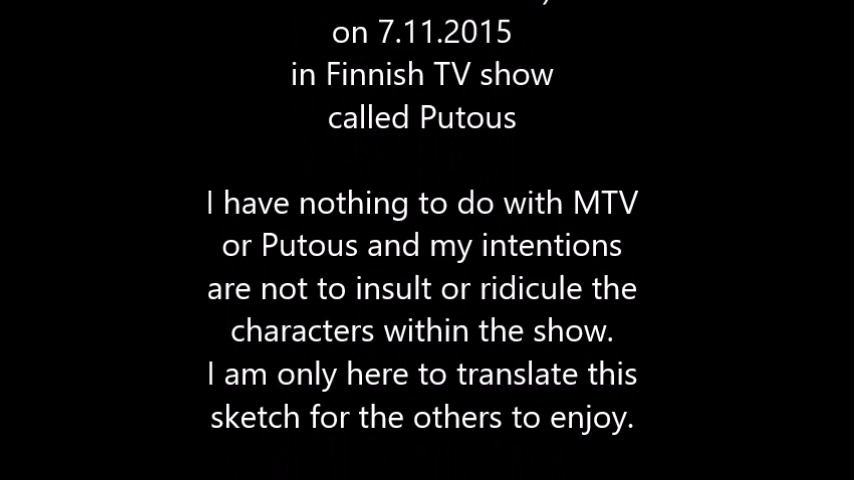 on 7.11.2015
in Finnish TV show
called Putous
I have nothing to do with MTV
or Putous and my intentions
are not to insult or ridicule the
characters within the show.
I am only here to translate this
sketch for the others to enjoy.